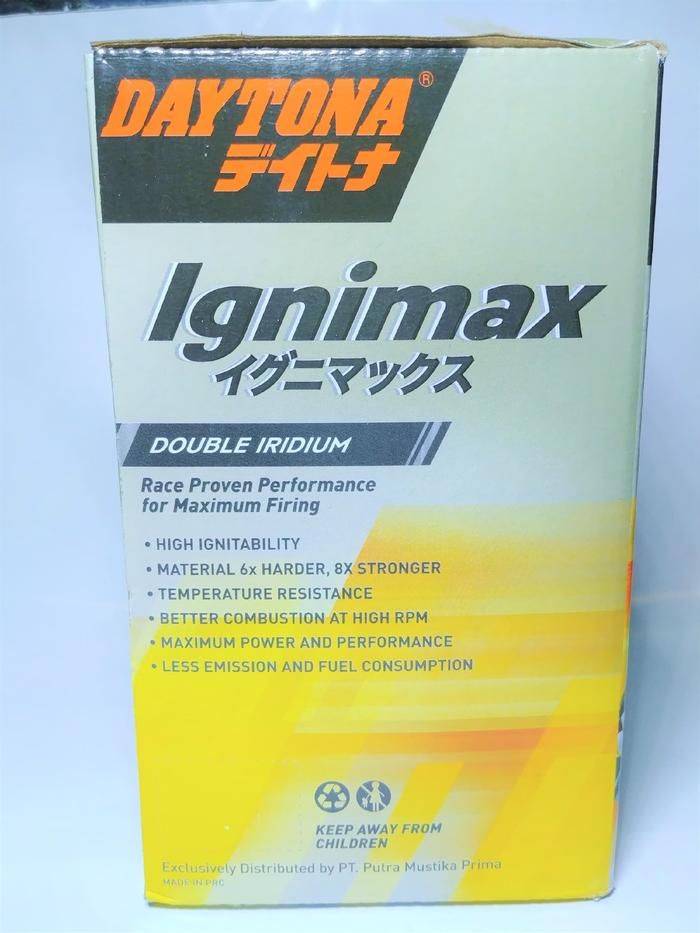 DAYTONA®
デイトナ
Ignimax
イグニマックス
DOUBLE IRIDIUM
Race Proven Performance
for Maximum Firing
• HIGH IGNITABILITY
• MATERIAL 6x HARDER, 8X STRONGER
• TEMPERATURE RESISTANCE
• BETTER COMBUSTION AT HIGH RPM
• MAXIMUM POWER AND PERFORMANCE
• LESS EMISSION AND FUEL CONSUMPTION
KEEP AWAY FROM
CHILDREN
Exclusively Distributed by PT. Putra Mustika Prima
MADE IN PRC